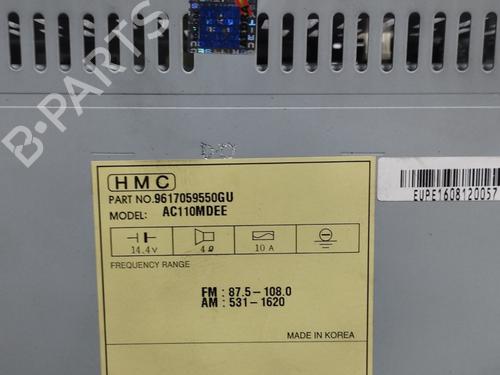 B-PARTS
HMC
PART NO. 9617059550GU
MODEL: AC110MDEE
14.4V 4Ω 10 A
FREQUENCY RANGE
FM : 87.5-108.0
AM : 531-1620
MADE IN KOREA
EUPE1608120057